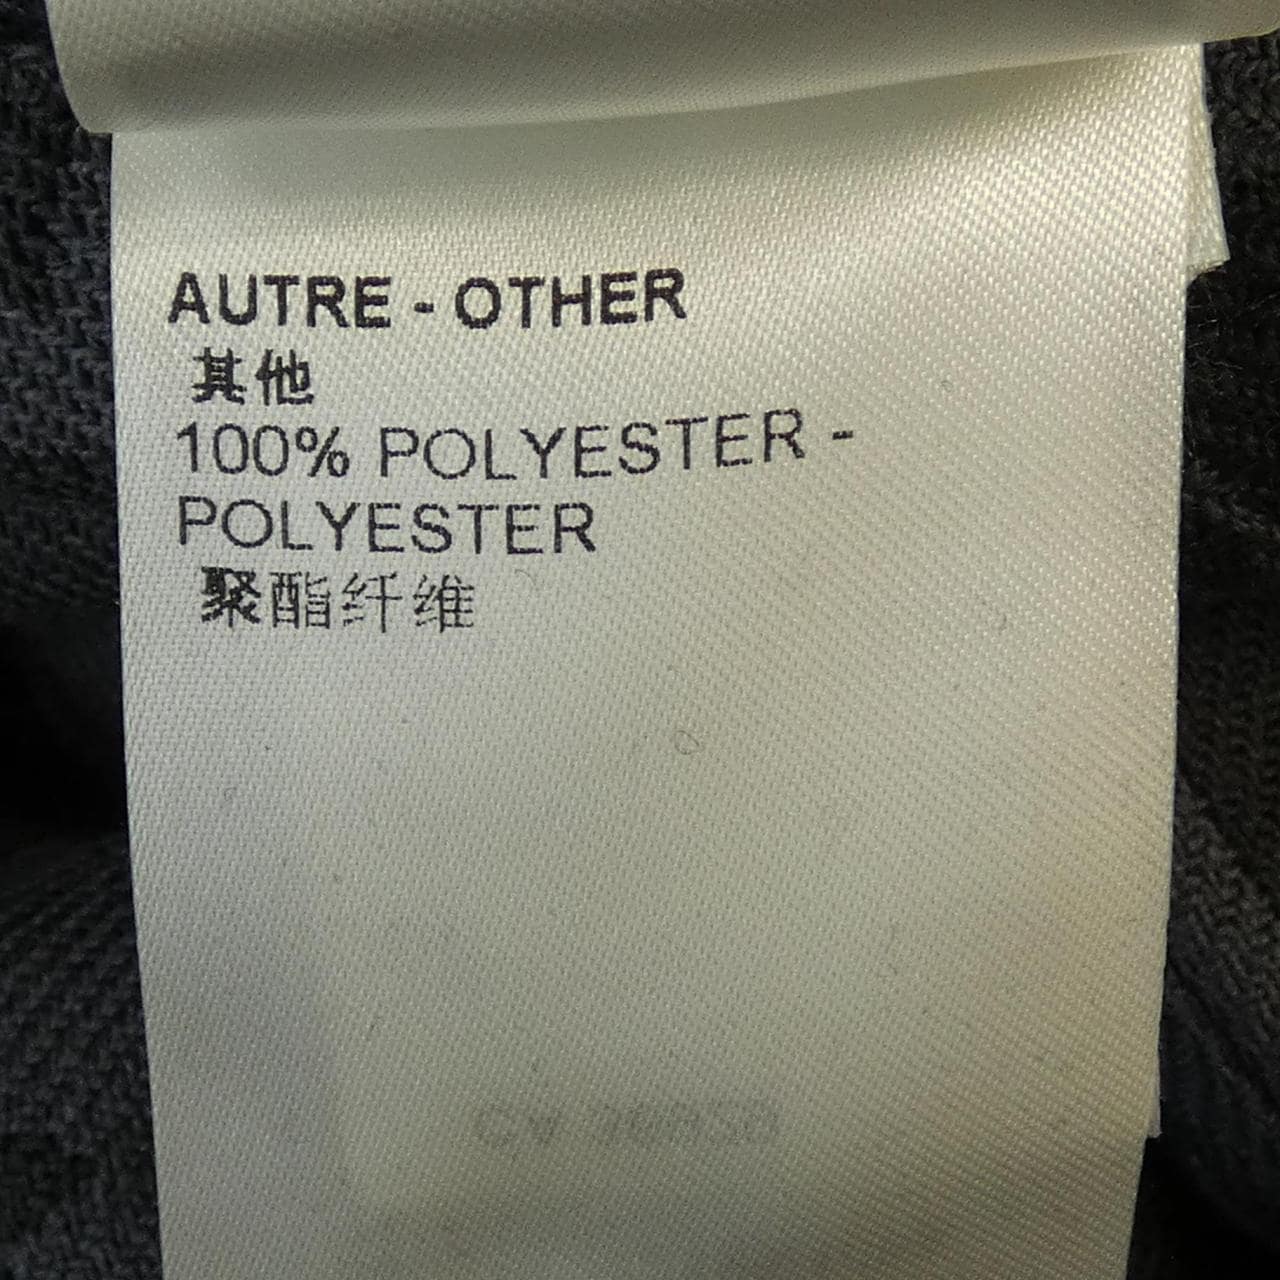 AUTRE - OTHER
其他
100% POLYESTER -
POLYESTER
聚酯纤维